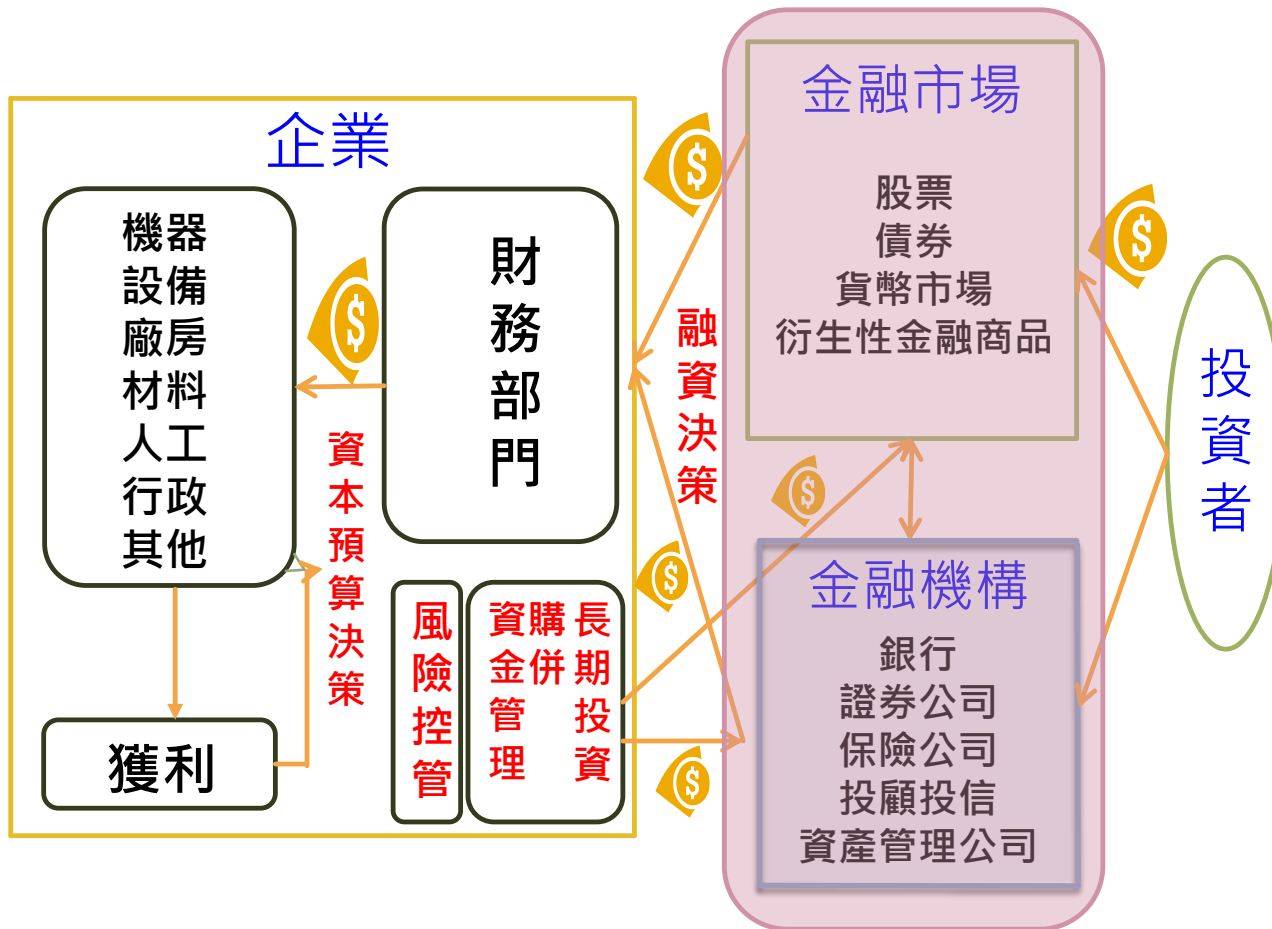 企業
機器
設備
廠房
材料
人工
行政
其他
獲利
財務部門
資本預算決策
風險控管
資金管理
購併
長期投資
$
$
$
$
$
$
融資決策
金融市場
股票
債券
貨幣市場
衍生性金融商品
金融機構
銀行
證券公司
保險公司
投顧投信
資產管理公司
投資者